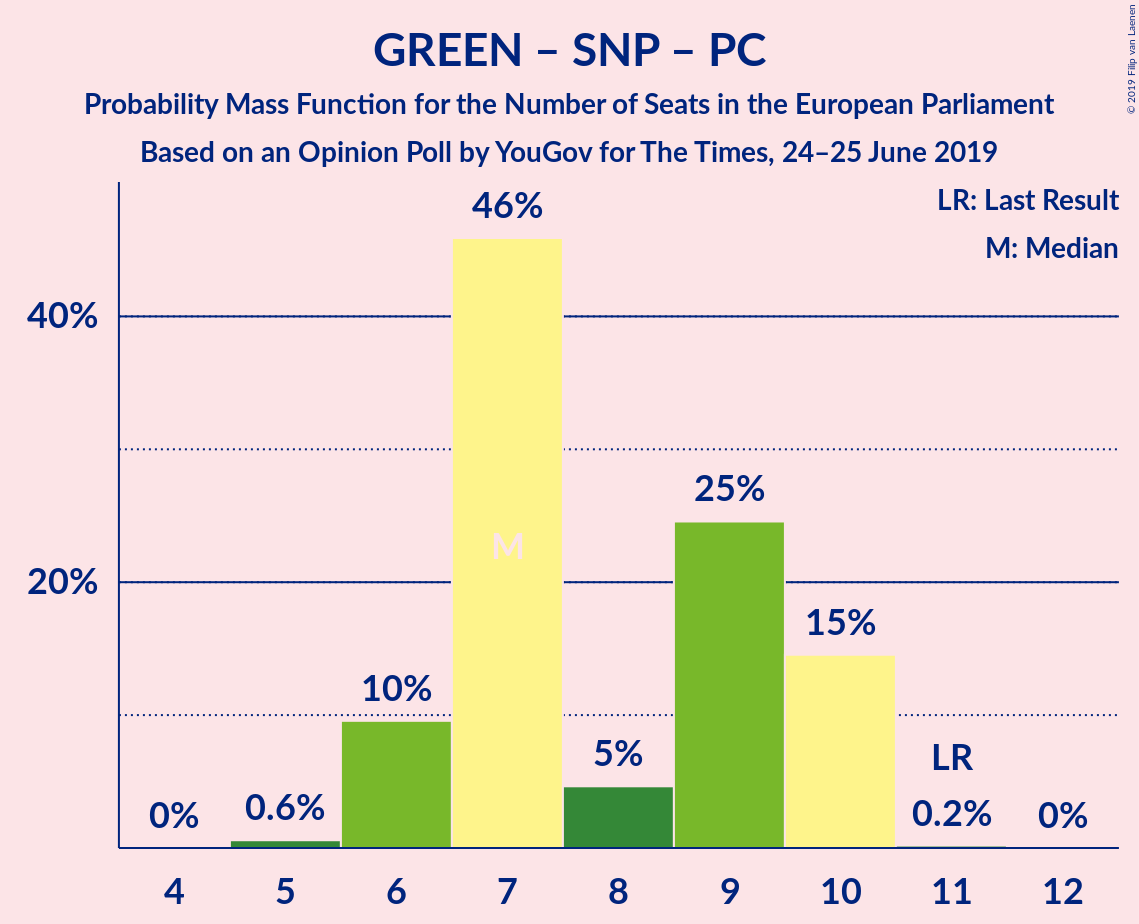 GREEN – SNP – PC
Probability Mass Function for the Number of Seats in the European Parliament
Based on an Opinion Poll by YouGov for The Times, 24–25 June 2019
© 2019 Filip van Laenen
LR: Last Result
M: Median
46%
40%
M
25%
20%
15%
10%
5%
LR
0%
0.6%
0.2%
0%
4 5 6 7 8 9 10 11 12